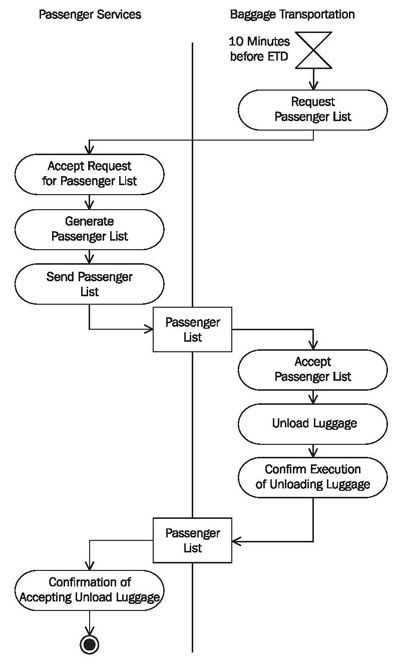 Passenger Services
Baggage Transportation
10 Minutes
before ETD
Request
Passenger List
Accept Request
for Passenger List
Generate
Passenger List
Send Passenger
List
Passenger
List
Accept
Passenger List
Unload Luggage
Confirm Execution
of Unloading Luggage
Passenger
List
Confirmation of
Accepting Unload Luggage